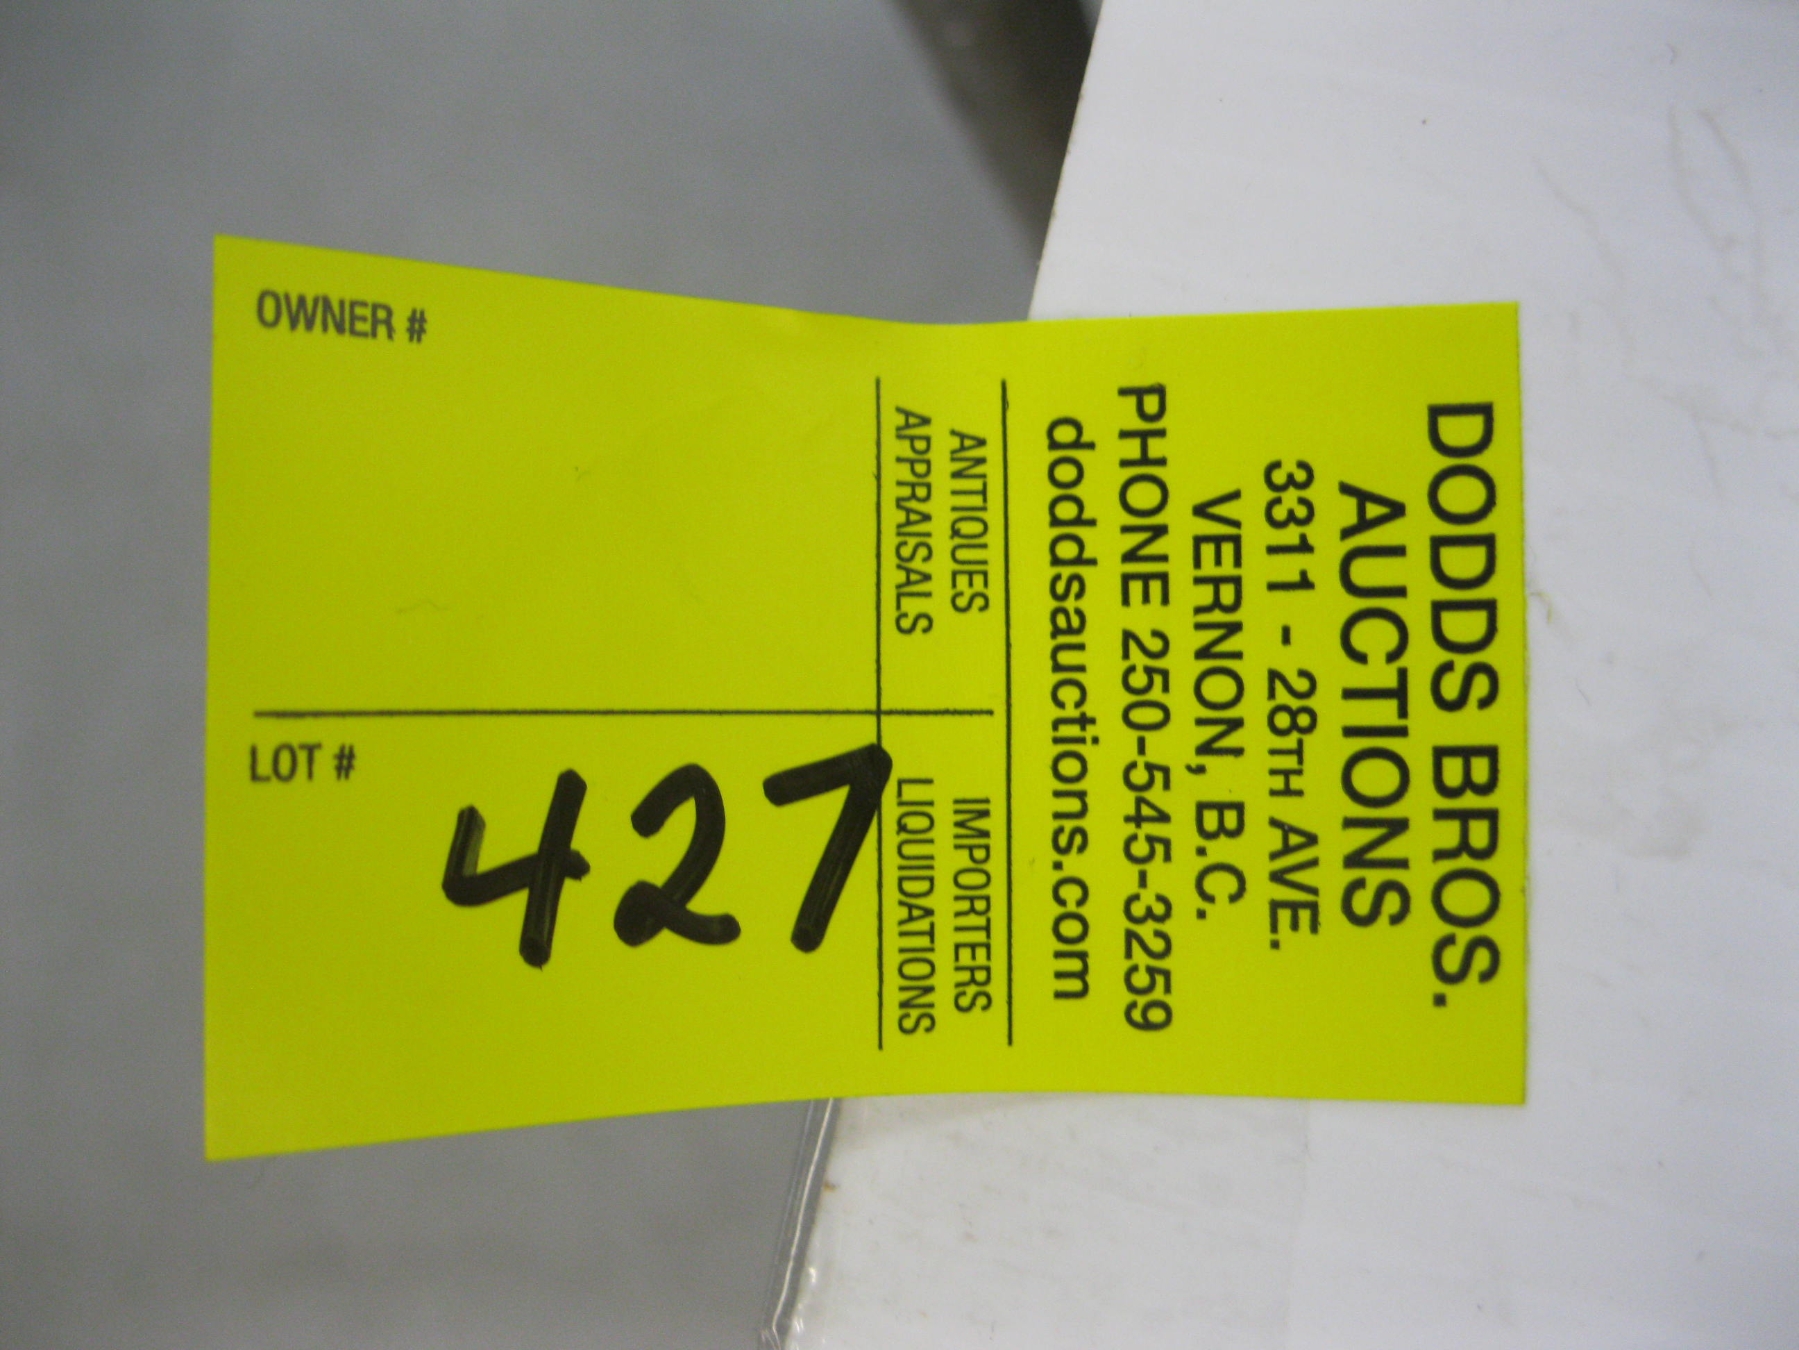 DODDS BROS.
AUCTIONS
3311 - 28TH AVE.
VERNON, B.C.
PHONE 250-545-3259
doddsauctions.com
ANTIQUES
APPRAISALS
IMPORTERS
LIQUIDATIONS
OWNER #
LOT #
427